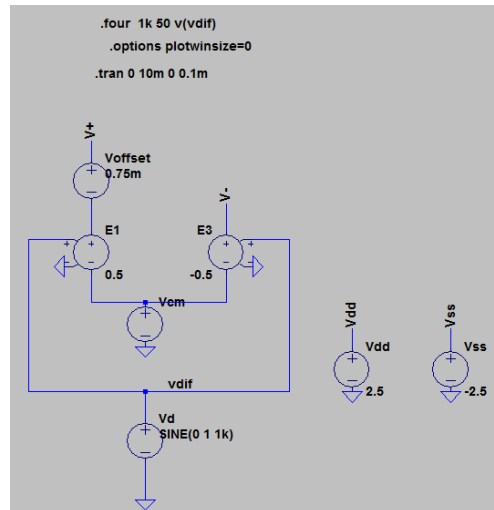 .four 1k 50 v(vdif)
.options plotwinsize=0
.tran 0 10m 0 0.1m
V+
Voffset
0.75m
V-
E1
E3
0.5
-0.5
Vcm
Vdd
Vss
Vdd
Vss
2.5
-2.5
vdif
Vd
SINE(0 1 1k)